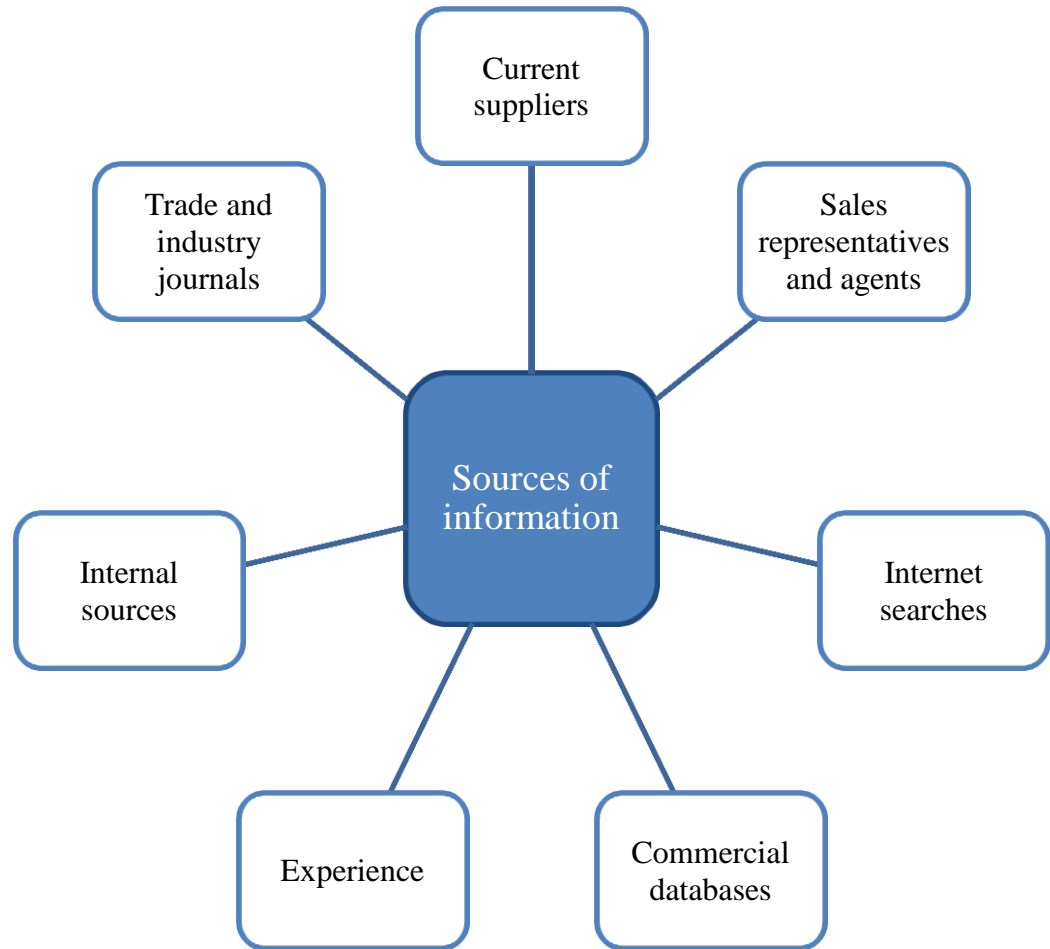 Current
suppliers
Trade and
industry
journals
Sales
representatives
and agents
Sources of
information
Internal
sources
Internet
searches
Experience
Commercial
databases